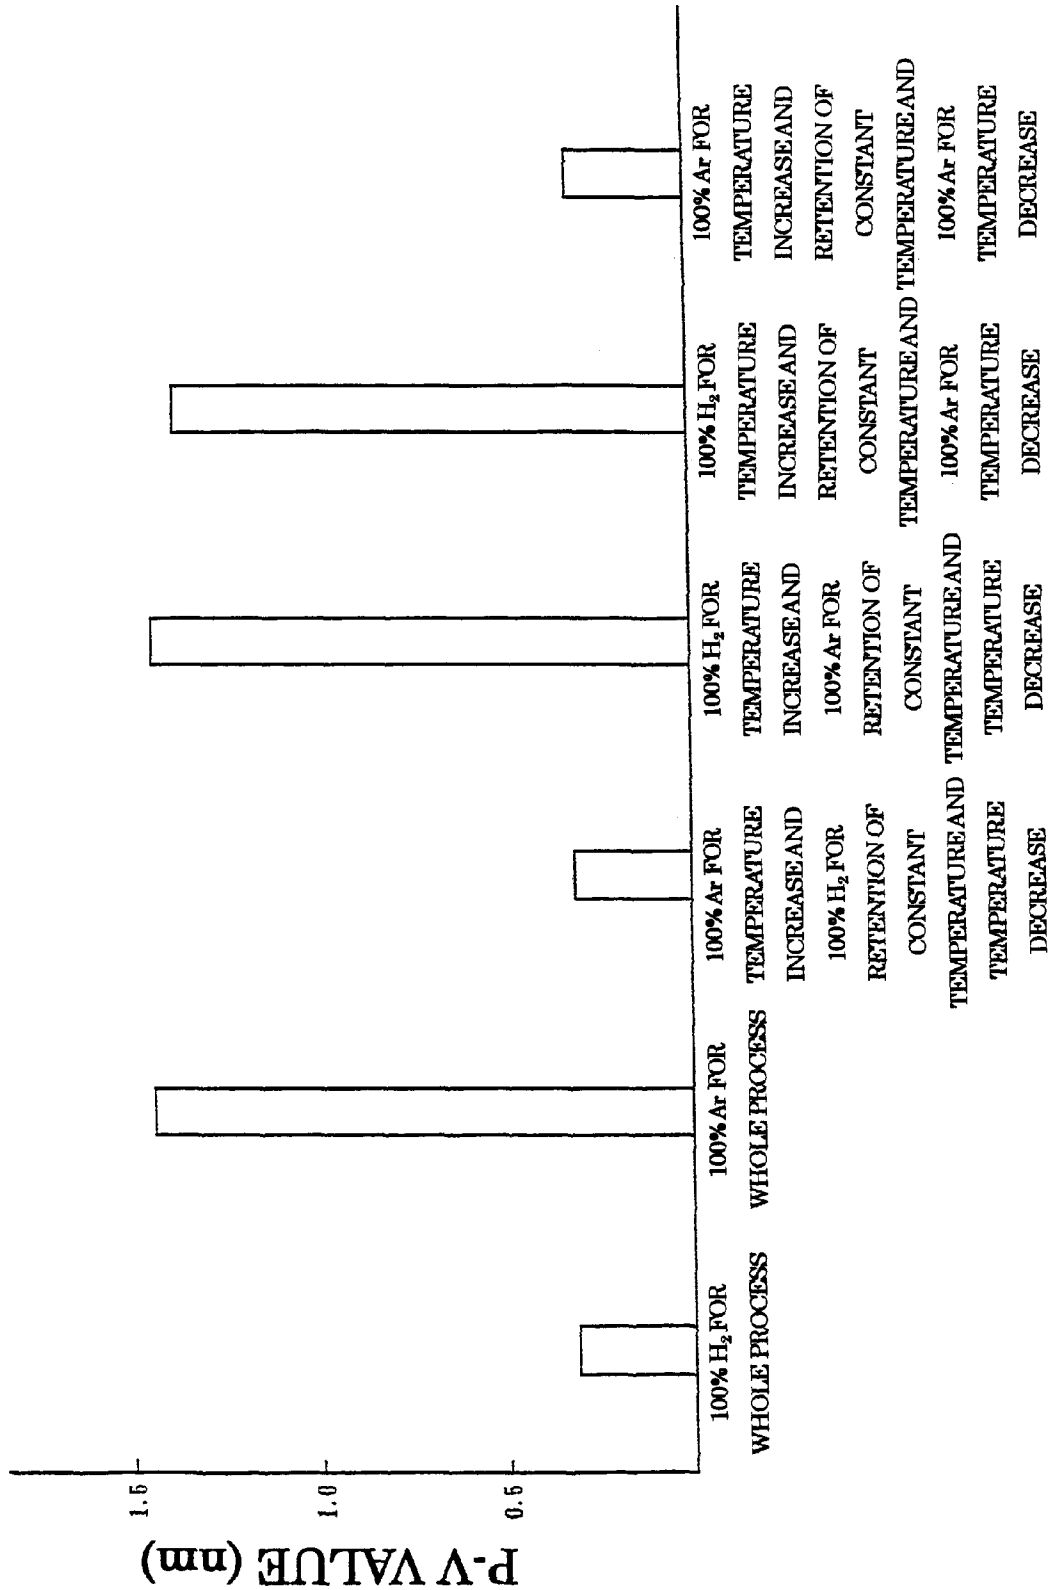 P-V VALUE (nm)
1.5
1.0
0.5
100% H₂ FOR
WHOLE PROCESS
100% Ar FOR
WHOLE PROCESS
100% Ar FOR
TEMPERATURE
INCREASE AND
100% H₂ FOR
RETENTION OF
CONSTANT
TEMPERATURE AND
TEMPERATURE
DECREASE
100% H₂ FOR
TEMPERATURE
INCREASE AND
100% Ar FOR
RETENTION OF
CONSTANT
TEMPERATURE AND
TEMPERATURE
DECREASE
100% H₂ FOR
TEMPERATURE
INCREASE AND
RETENTION OF
CONSTANT
TEMPERATURE AND
100% Ar FOR
TEMPERATURE
DECREASE
100% Ar FOR
TEMPERATURE
INCREASE AND
RETENTION OF
CONSTANT
TEMPERATURE AND
100% Ar FOR
TEMPERATURE
DECREASE